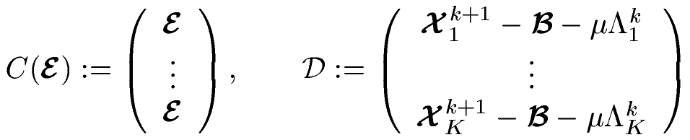 C(𝓔) := ( 𝓔 ⋮ 𝓔 ), 𝒟 := ( 𝓧₁^{k+1} − 𝓑 − μΛ₁^k ⋮ 𝓧_K^{k+1} − 𝓑 − μΛ_K^k )